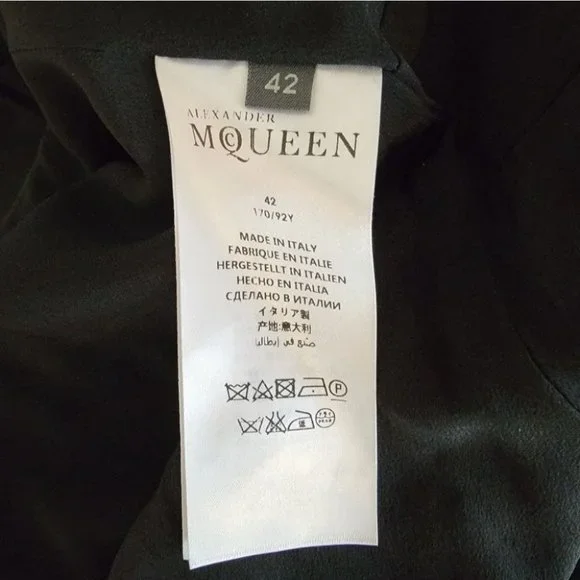 42
ALEXANDER
McQUEEN
42
170/92Y
MADE IN ITALY
FABRIQUE EN ITALIE
HERGESTELLT IN ITALIEN
HECHO EN ITALIA
СДЕЛАНО В ИТАЛИИ
イタリア製
产地:意大利
صنع في إيطاليا
P